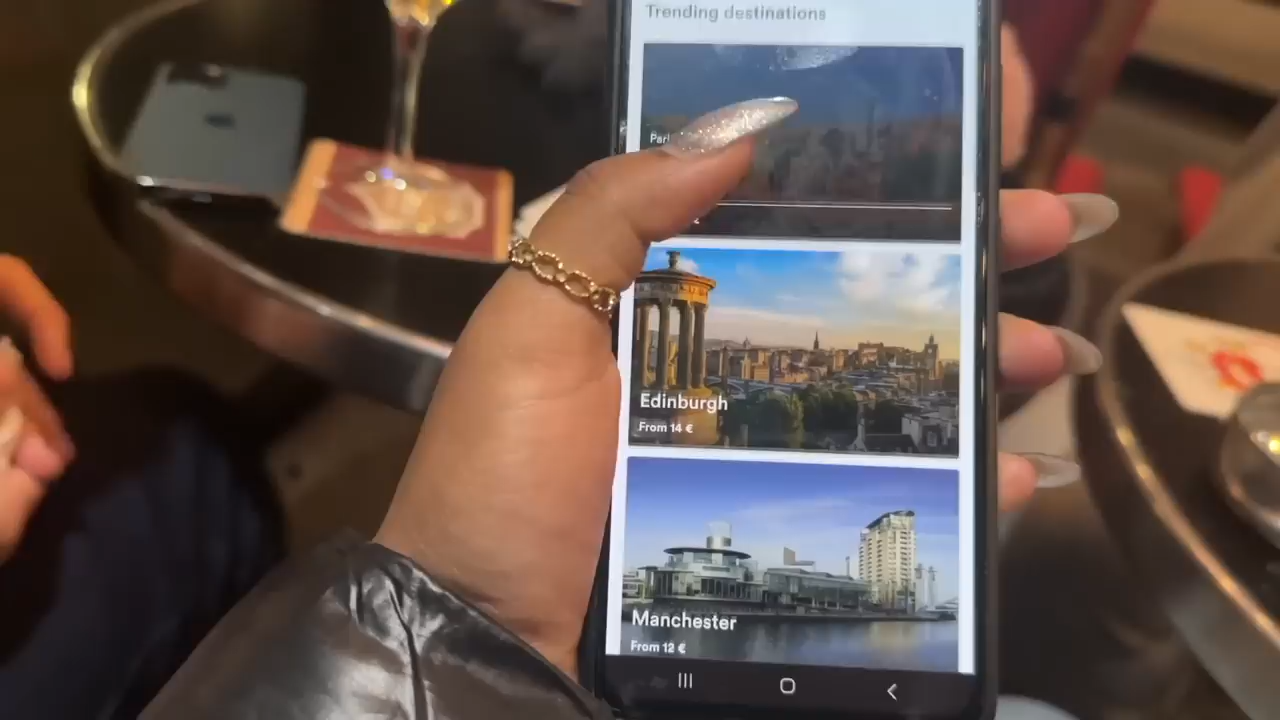 Trending destinations
Edinburgh
From 14 €
Manchester
From 12 €